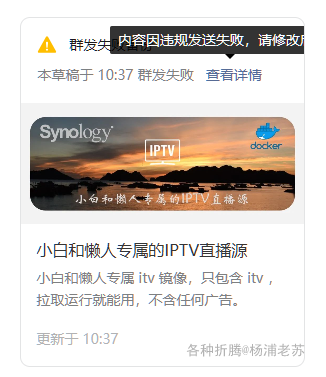 群发失败
内容因违规发送失败，请修改后
本草稿于 10:37 群发失败 查看详情
Synology
IPTV
docker
小白和懒人专属的IPTV直播源
小白和懒人专属的IPTV直播源
小白和懒人专属 itv 镜像，只包含 itv ，
拉取运行就能用，不含任何广告。
更新于 10:37
各种折腾@杨浦老苏